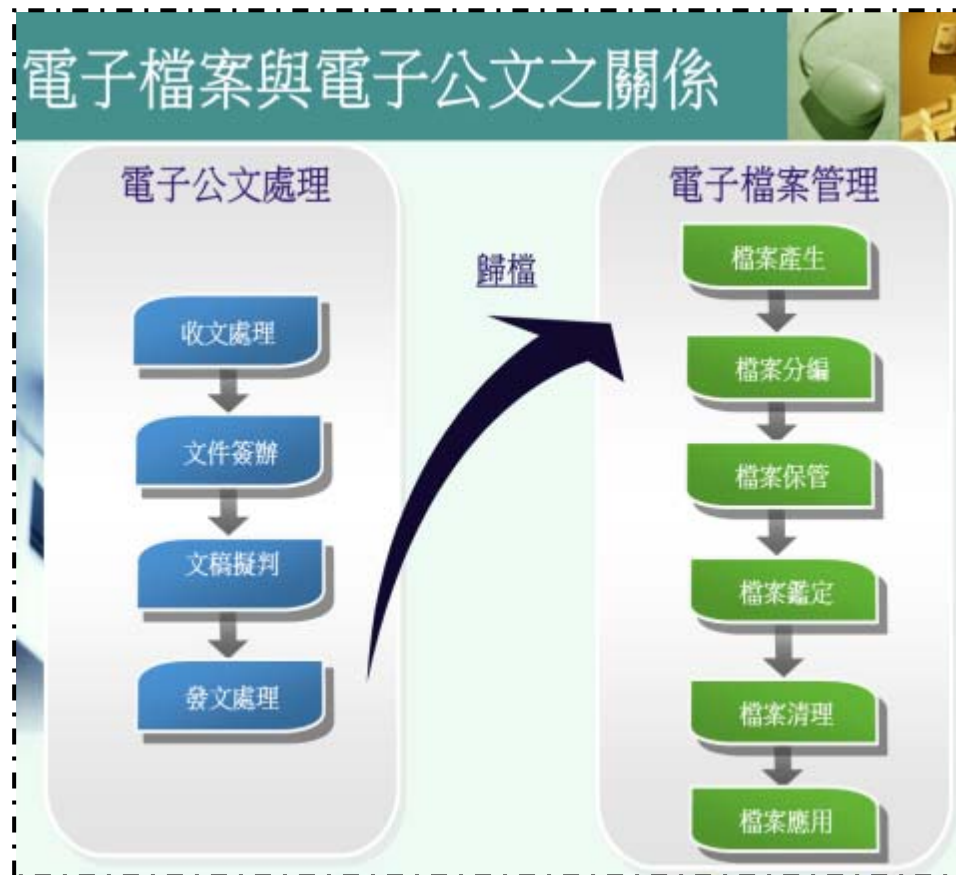 電子檔案與電子公文之關係
電子公文處理
收文處理
文件簽辦
文稿擬判
發文處理
歸檔
電子檔案管理
檔案產生
檔案分編
檔案保管
檔案鑑定
檔案清理
檔案應用